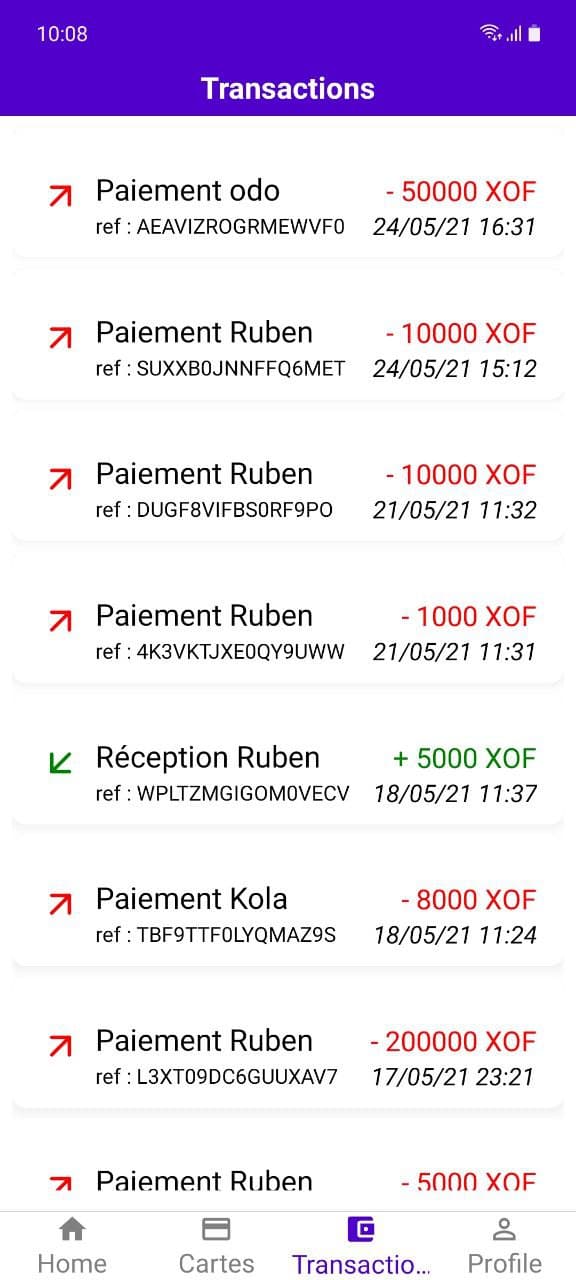 10:08
Transactions
Paiement odo - 50000 XOF
ref : AEAVIZROGRMEWVF0 24/05/21 16:31
Paiement Ruben - 10000 XOF
ref : SUXXB0JNNFFQ6MET 24/05/21 15:12
Paiement Ruben - 10000 XOF
ref : DUGF8VIFBS0RF9PO 21/05/21 11:32
Paiement Ruben - 1000 XOF
ref : 4K3VKTJXE0QY9UWW 21/05/21 11:31
Réception Ruben + 5000 XOF
ref : WPLTZMGIGOM0VECV 18/05/21 11:37
Paiement Kola - 8000 XOF
ref : TBF9TTF0LYQMAZ9S 18/05/21 11:24
Paiement Ruben - 200000 XOF
ref : L3XT09DC6GUUXAV7 17/05/21 23:21
Paiement Ruben - 5000 XOF
Home Cartes Transactio... Profile